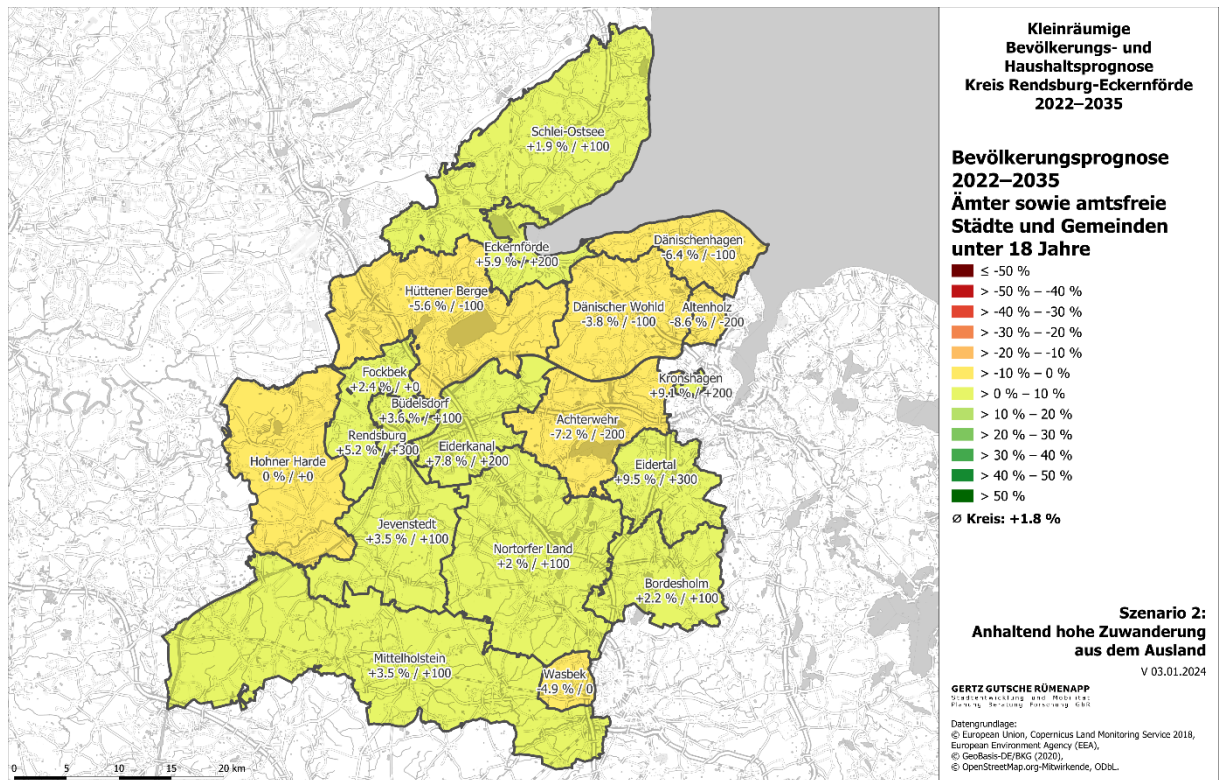 Schlei-Ostsee
+1.9 % / +100
Eckernförde
+5.9 % / +200
Dänischenhagen
-6.4 % / -100
Hüttener Berge
-5.6 % / -100
Dänischer Wohld
-3.8 % / -100
Altenholz
-8.6 % / -200
Fockbek
+2.4 % / +0
Kronshagen
+9.1 % / +200
Büdelsdorf
+3.6 % / +100
Achterwehr
-7.2 % / -200
Rendsburg
+5.2 % / +300
Eiderkanal
+7.8 % / +200
Hohner Harde
0 % / +0
Eidertal
+9.5 % / +300
Jevenstedt
+3.5 % / +100
Nortorfer Land
+2 % / +100
Bordesholm
+2.2 % / +100
Mittelholstein
+3.5 % / +100
Wasbek
-4.9 % / 0
0 5 10 15 20 km
Kleinräumige
Bevölkerungs- und
Haushaltsprognose
Kreis Rendsburg-Eckernförde
2022–2035
Bevölkerungsprognose
2022–2035
Ämter sowie amtsfreie
Städte und Gemeinden
unter 18 Jahre
≤ -50 %
> -50 % – -40 %
> -40 % – -30 %
> -30 % – -20 %
> -20 % – -10 %
> -10 % – 0 %
> 0 % – 10 %
> 10 % – 20 %
> 20 % – 30 %
> 30 % – 40 %
> 40 % – 50 %
> 50 %
⌀ Kreis: +1.8 %
Szenario 2:
Anhaltend hohe Zuwanderung
aus dem Ausland
V 03.01.2024
GERTZ GUTSCHE RÜMENAPP
Stadtentwicklung und Mobilität
Planung Beratung Forschung GbR
Datengrundlage:
© European Union, Copernicus Land Monitoring Service 2018,
European Environment Agency (EEA),
© GeoBasis-DE/BKG (2020),
© OpenStreetMap.org-Mitwirkende, ODbL.